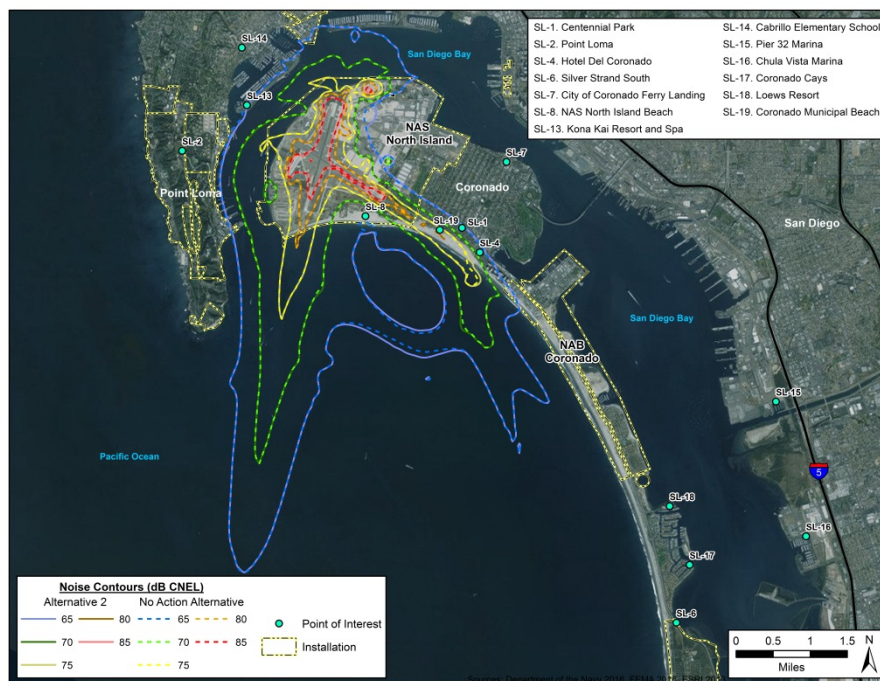 SL-1. Centennial Park
SL-2. Point Loma
SL-4. Hotel Del Coronado
SL-6. Silver Strand South
SL-7. City of Coronado Ferry Landing
SL-8. NAS North Island Beach
SL-13. Kona Kai Resort and Spa
SL-14. Cabrillo Elementary School
SL-15. Pier 32 Marina
SL-16. Chula Vista Marina
SL-17. Coronado Cays
SL-18. Loews Resort
SL-19. Coronado Municipal Beach
SL-14
San Diego Bay
SL-13
NAS
North Island
SL-2
SL-7
Point Loma
Coronado
SL-8
SL-19
SL-1
San Diego
SL-4
San Diego Bay
NAB
Coronado
SL-15
Pacific Ocean
5
SL-18
SL-16
SL-17
SL-6
Noise Contours (dB CNEL)
Alternative 2
No Action Alternative
65
80
65
80
70
85
70
85
75
75
Point of Interest
Installation
N
0 0.5 1 1.5
Miles